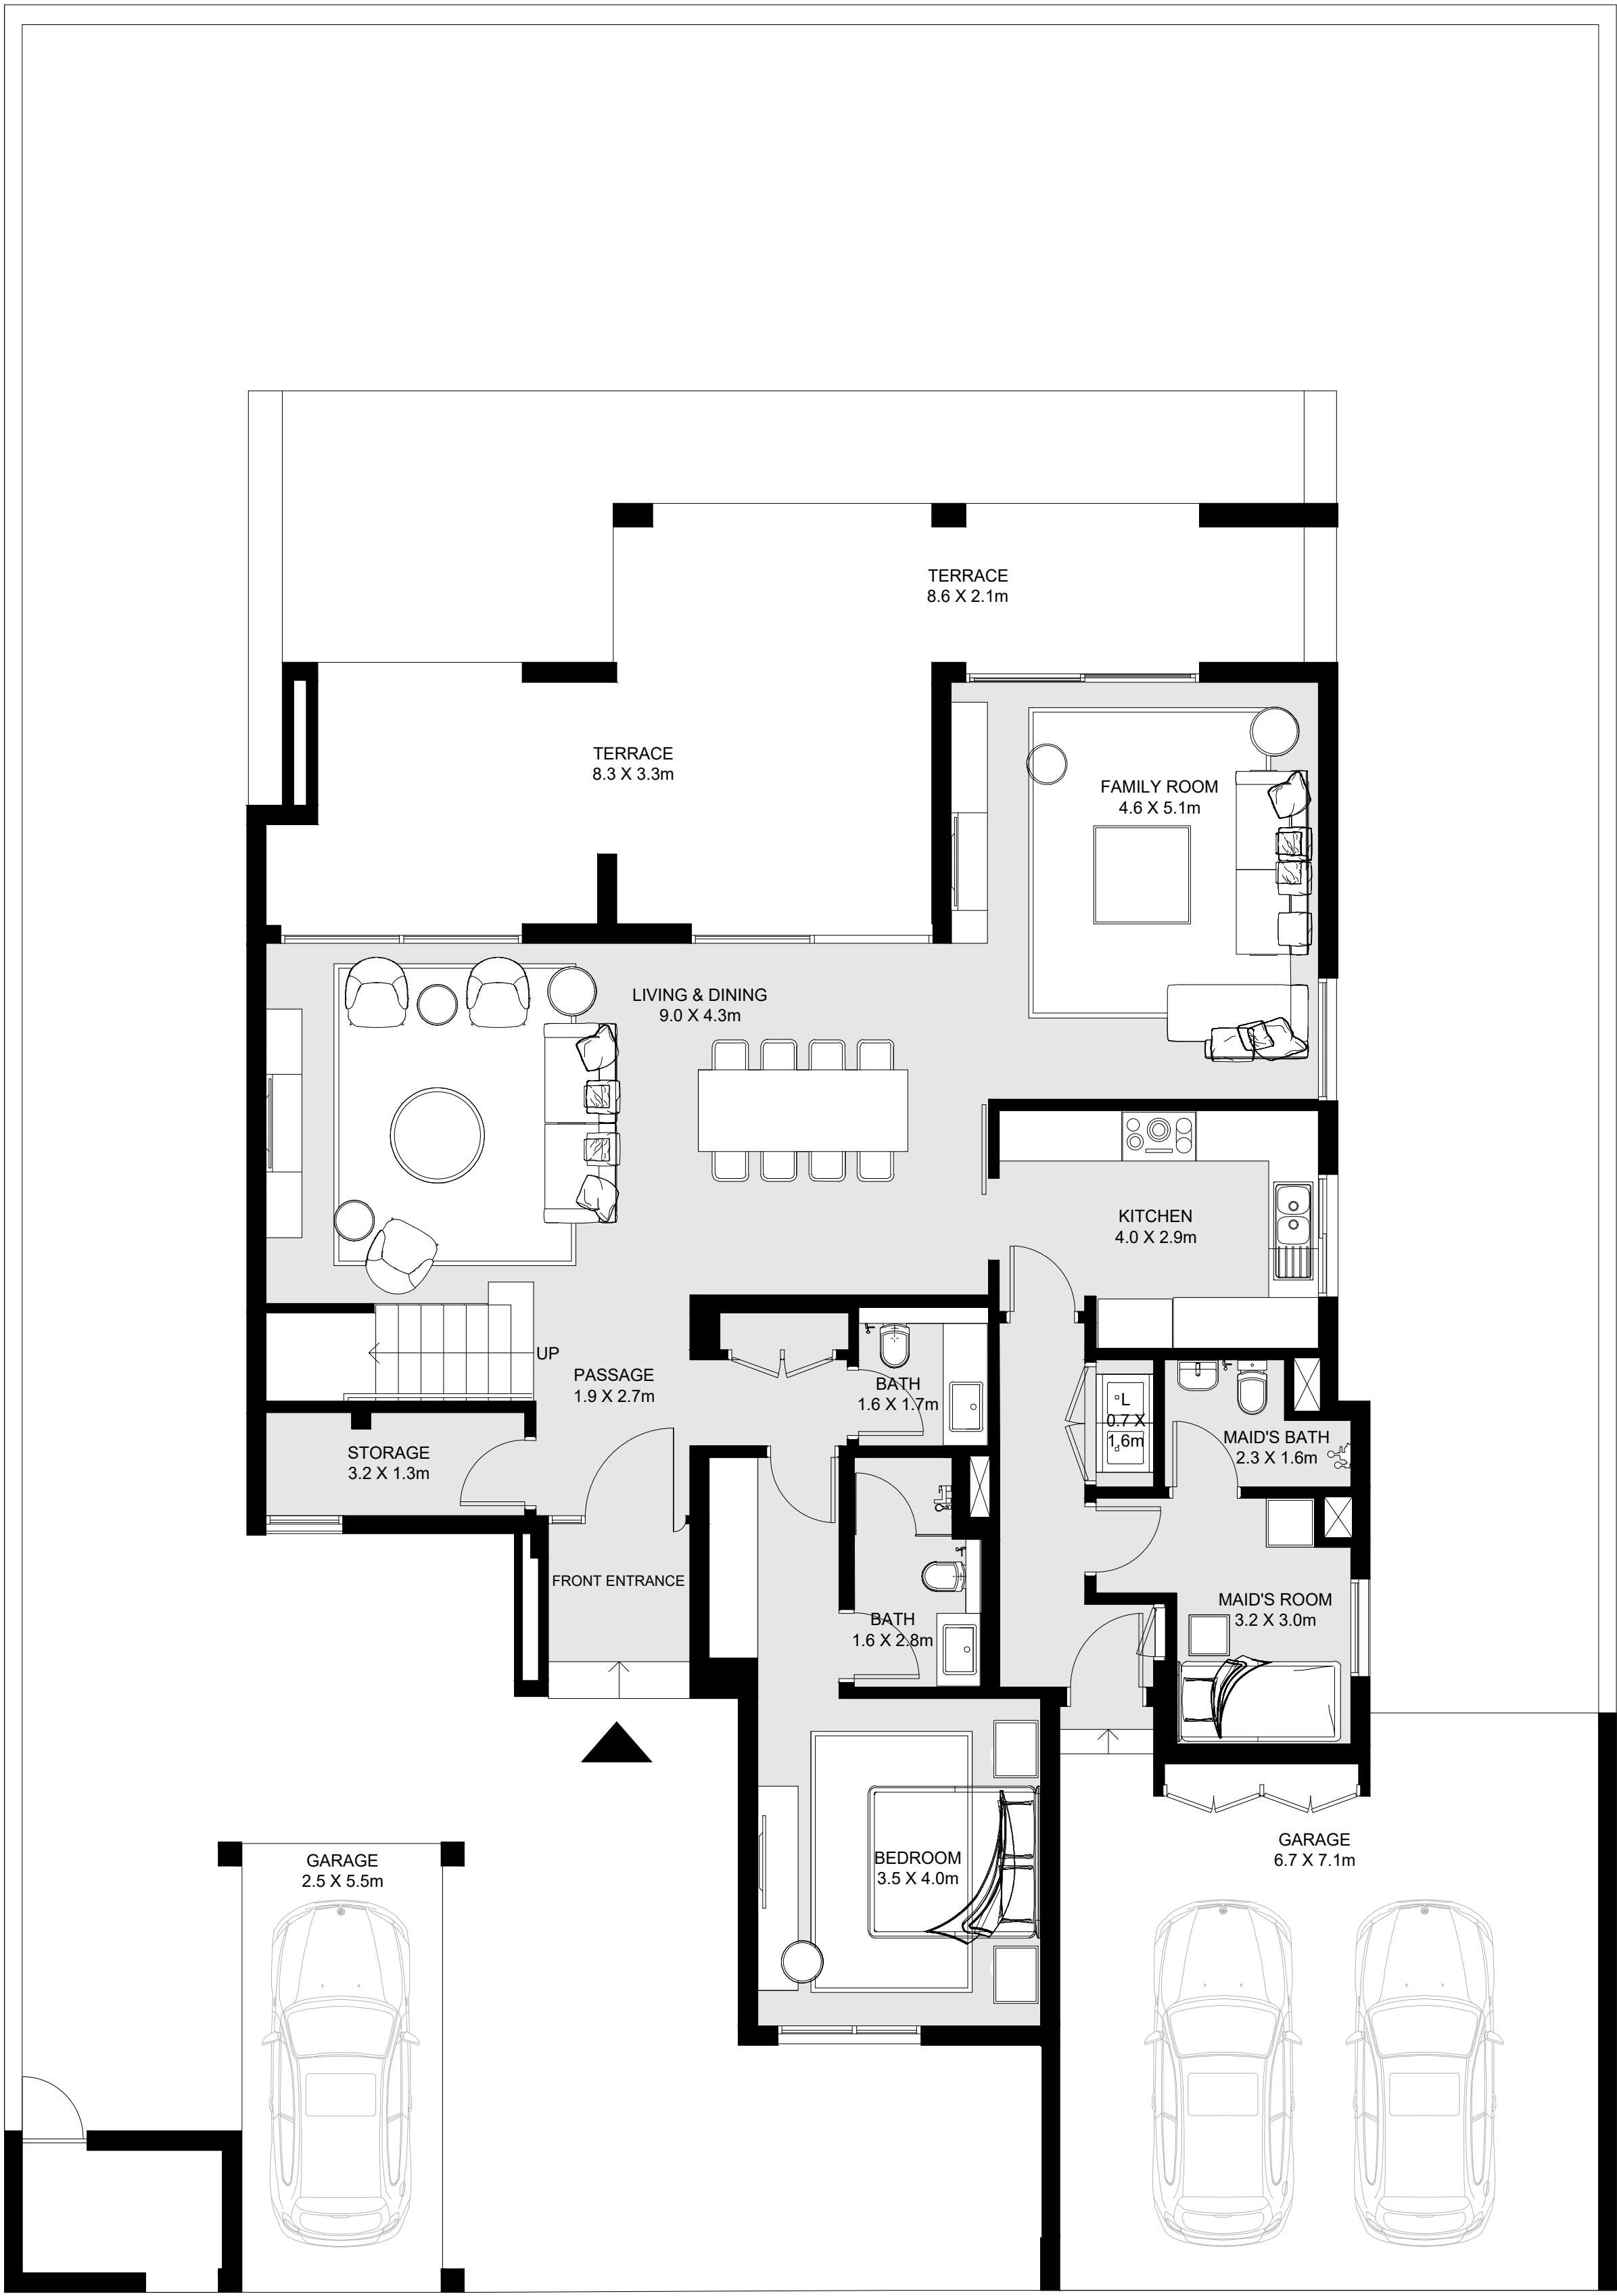 TERRACE
8.6 X 2.1m
TERRACE
8.3 X 3.3m
FAMILY ROOM
4.6 X 5.1m
LIVING & DINING
9.0 X 4.3m
KITCHEN
4.0 X 2.9m
UP
PASSAGE
1.9 X 2.7m
BATH
1.6 X 1.7m
L
0.7 X
1.6m
MAID'S BATH
2.3 X 1.6m
STORAGE
3.2 X 1.3m
FRONT ENTRANCE
BATH
1.6 X 2.8m
MAID'S ROOM
3.2 X 3.0m
GARAGE
2.5 X 5.5m
BEDROOM
3.5 X 4.0m
GARAGE
6.7 X 7.1m